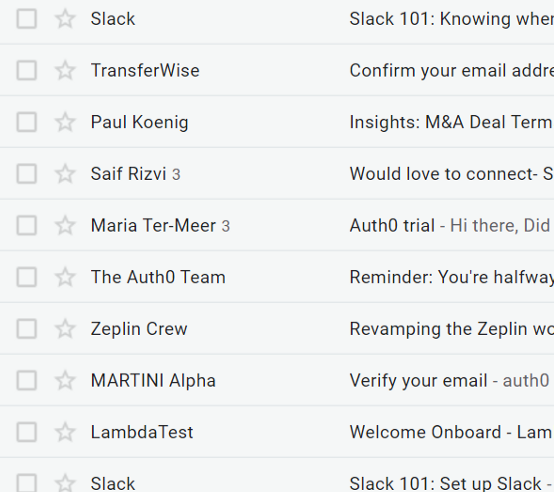 Slack Slack 101: Knowing when
TransferWise Confirm your email addre
Paul Koenig Insights: M&A Deal Term
Saif Rizvi 3 Would love to connect- S
Maria Ter-Meer 3 Auth0 trial - Hi there, Did
The Auth0 Team Reminder: You're halfway
Zeplin Crew Revamping the Zeplin wo
MARTINI Alpha Verify your email - auth0
LambdaTest Welcome Onboard - Lam
Slack Slack 101: Set up Slack -